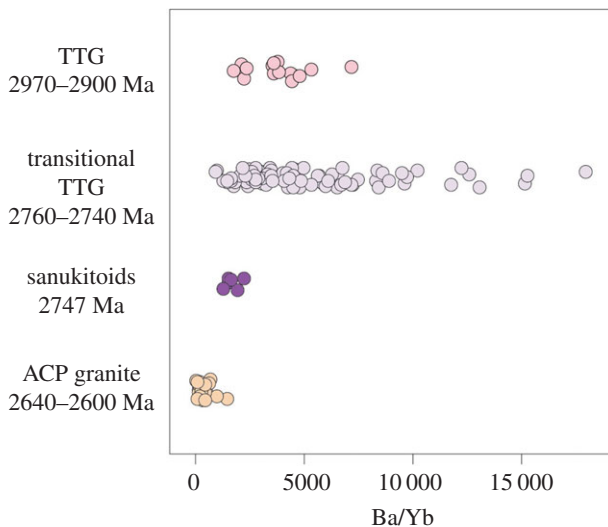 TTG
2970–2900 Ma
transitional
TTG
2760–2740 Ma
sanukitoids
2747 Ma
ACP granite
2640–2600 Ma
0 5000 10 000 15 000
Ba/Yb